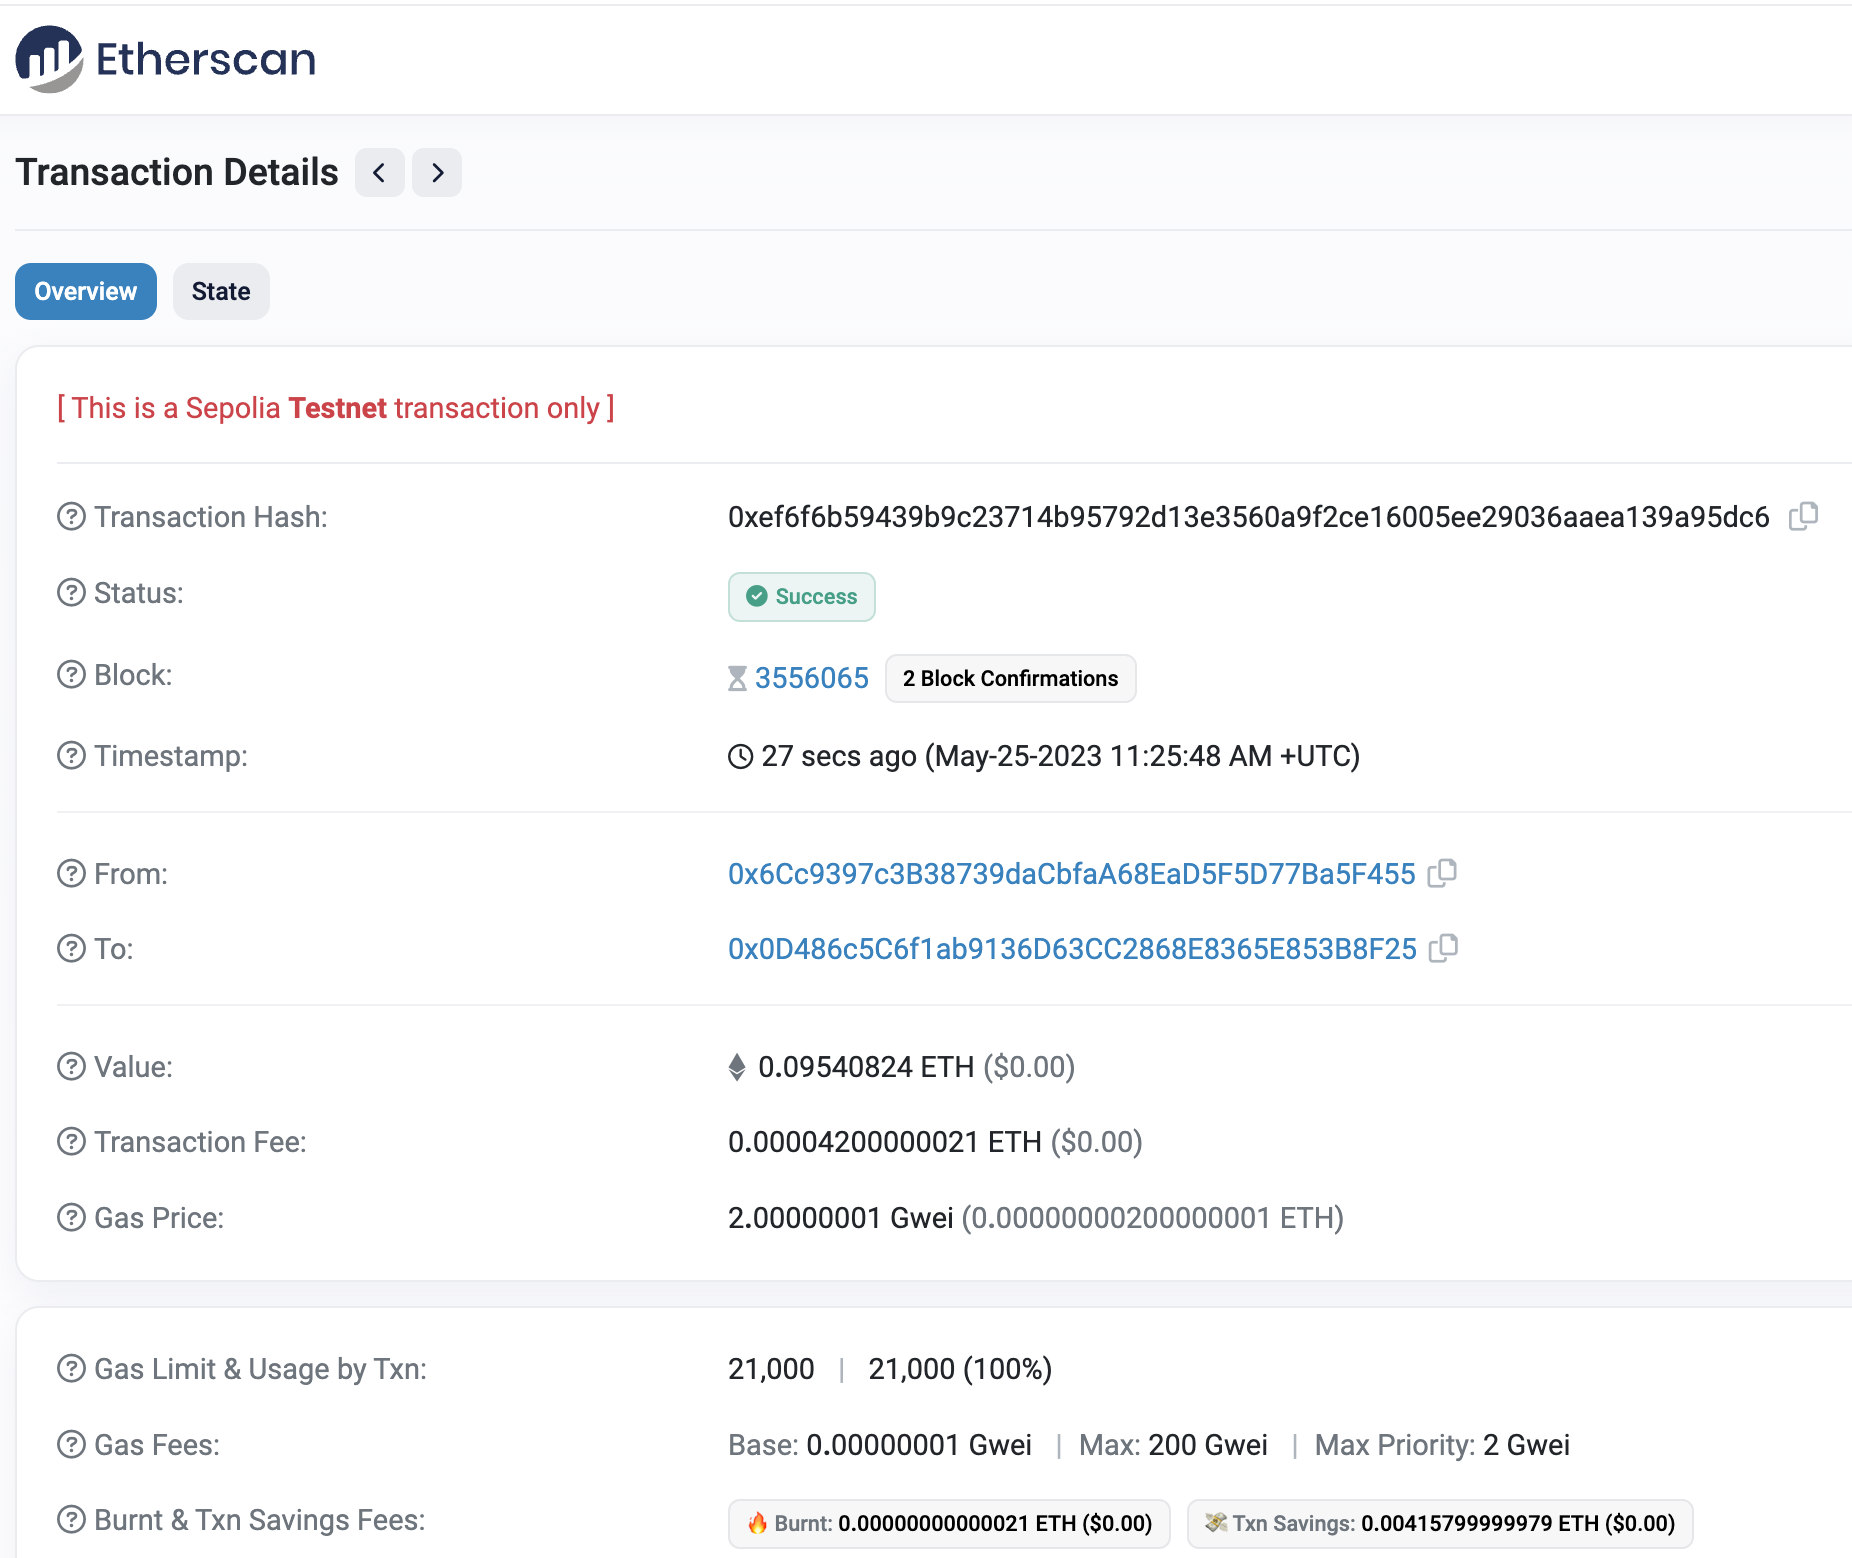 Etherscan
Transaction Details
Overview State
[ This is a Sepolia Testnet transaction only ]
Transaction Hash: 0xef6f6b59439b9c23714b95792d13e3560a9f2ce16005ee29036aaea139a95dc6
Status: Success
Block: 3556065 2 Block Confirmations
Timestamp: 27 secs ago (May-25-2023 11:25:48 AM +UTC)
From: 0x6Cc9397c3B38739daCbfaA68EaD5F5D77Ba5F455
To: 0x0D486c5C6f1ab9136D63CC2868E8365E853B8F25
Value: 0.09540824 ETH ($0.00)
Transaction Fee: 0.00004200000021 ETH ($0.00)
Gas Price: 2.00000001 Gwei (0.00000000200000001 ETH)
Gas Limit & Usage by Txn: 21,000 | 21,000 (100%)
Gas Fees: Base: 0.00000001 Gwei | Max: 200 Gwei | Max Priority: 2 Gwei
Burnt & Txn Savings Fees: 🔥 Burnt: 0.00000000000021 ETH ($0.00) 💸 Txn Savings: 0.00415799999979 ETH ($0.00)